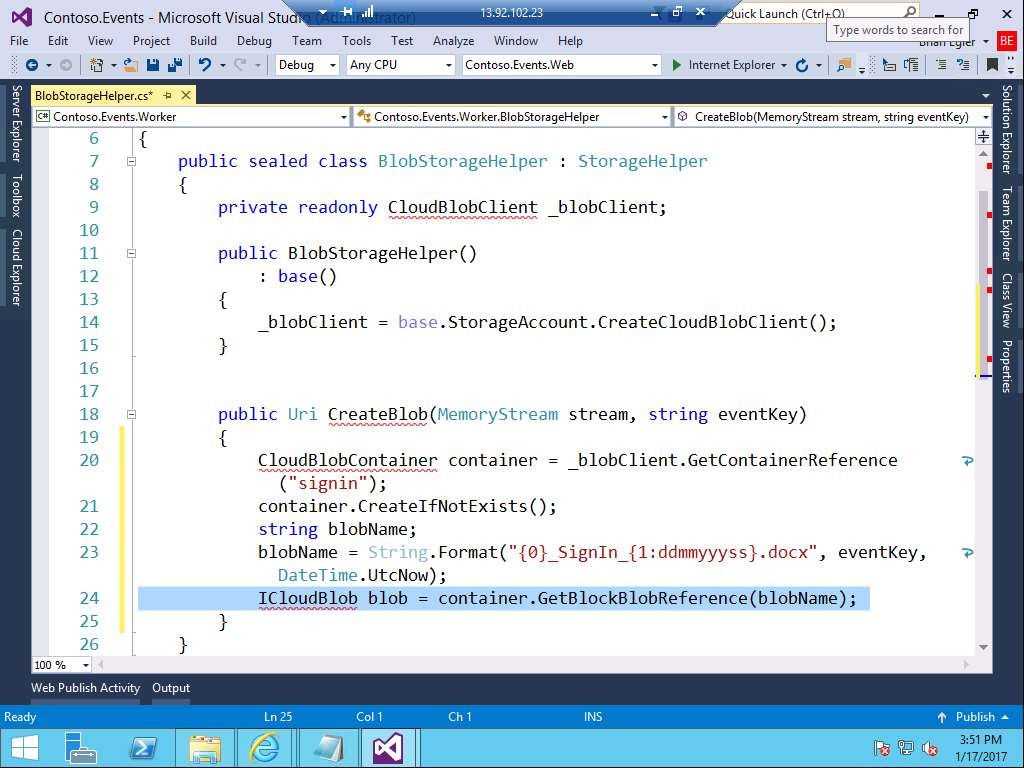 Contoso.Events - Microsoft Visual Studio (Administrator)
13.92.102.23
Quick Launch (Ctrl+Q)
Type words to search for
File Edit View Project Build Debug Team Tools Test Analyze Window Help
Brian Egler
BE
Debug
Any CPU
Contoso.Events.Web
Internet Explorer
BlobStorageHelper.cs*
Contoso.Events.Worker
Contoso.Events.Worker.BlobStorageHelper
CreateBlob(MemoryStream stream, string eventKey)
Server Explorer
Toolbox
Cloud Explorer
Solution Explorer
Team Explorer
Class View
Properties
6 {
7 public sealed class BlobStorageHelper : StorageHelper
8 {
9 private readonly CloudBlobClient _blobClient;
10
11 public BlobStorageHelper()
12 : base()
13 {
14 _blobClient = base.StorageAccount.CreateCloudBlobClient();
15 }
16
17
18 public Uri CreateBlob(MemoryStream stream, string eventKey)
19 {
20 CloudBlobContainer container = _blobClient.GetContainerReference
("signin");
21 container.CreateIfNotExists();
22 string blobName;
23 blobName = String.Format("{0}_SignIn_{1:ddmmyyyss}.docx", eventKey,
DateTime.UtcNow);
24 ICloudBlob blob = container.GetBlockBlobReference(blobName);
25 }
26 }
100 %
Web Publish Activity Output
Ready Ln 25 Col 1 Ch 1 INS Publish
3:51 PM
1/17/2017